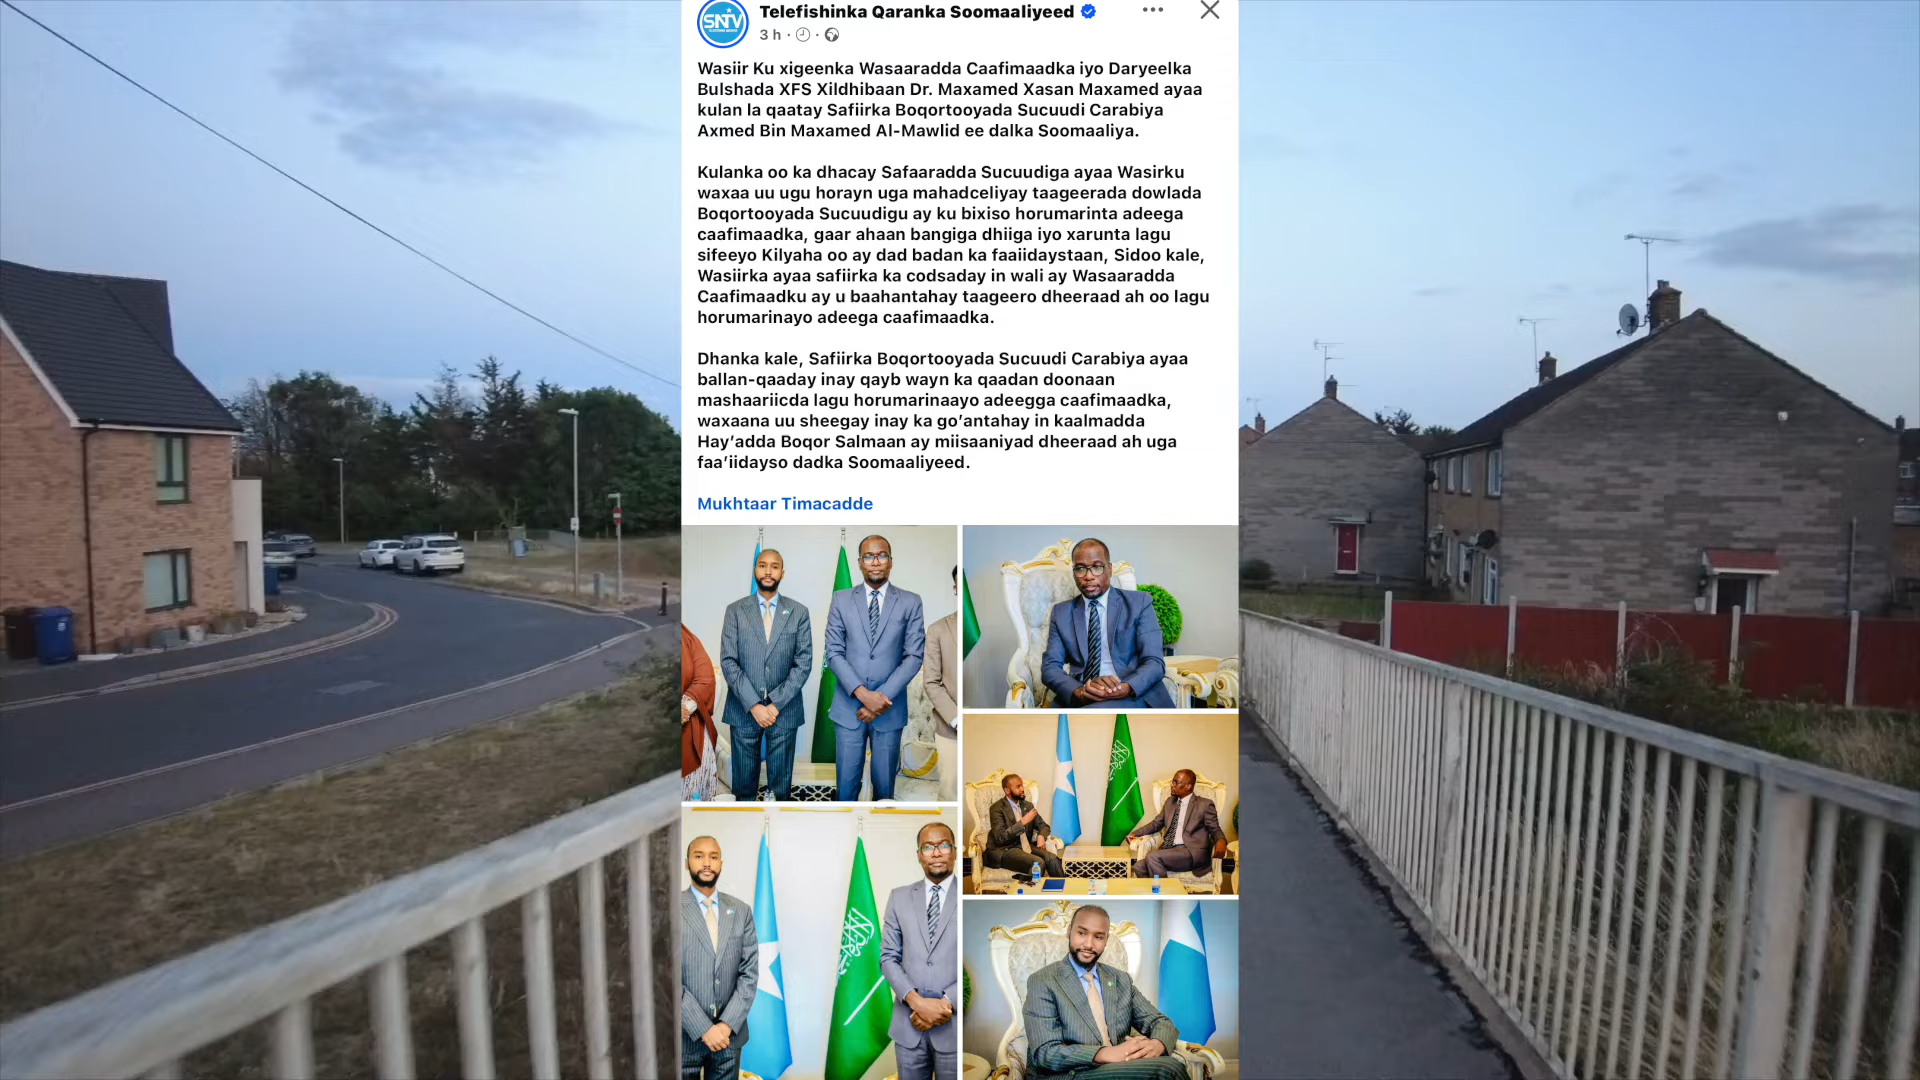 SNTV
Telefishinka Qaranka Soomaaliyeed
3 h
Wasiir Ku xigeenka Wasaaradda Caafimaadka iyo Daryeelka
Bulshada XFS Xildhibaan Dr. Maxamed Xasan Maxamed ayaa
kulan la qaatay Safiirka Boqortooyada Sucuudi Carabiya
Axmed Bin Maxamed Al-Mawlid ee dalka Soomaaliya.
Kulanka oo ka dhacay Safaaradda Sucuudiga ayaa Wasirku
waxaa uu ugu horayn uga mahadceliyay taageerada dowlada
Boqortooyada Sucuudigu ay ku bixiso horumarinta adeega
caafimaadka, gaar ahaan bangiga dhiiga iyo xarunta lagu
sifeeyo Kilyaha oo ay dad badan ka faaiidaystaan, Sidoo kale,
Wasiirka ayaa safiirka ka codsaday in wali ay Wasaaradda
Caafimaadku ay u baahantahay taageero dheeraad ah oo lagu
horumarinayo adeega caafimaadka.
Dhanka kale, Safiirka Boqortooyada Sucuudi Carabiya ayaa
ballan-qaaday inay qayb wayn ka qaadan doonaan
mashaariicda lagu horumarinaayo adeegga caafimaadka,
waxaana uu sheegay inay ka go’antahay in kaalmadda
Hay’adda Boqor Salmaan ay miisaaniyad dheeraad ah uga
faa’iidayso dadka Soomaaliyeed.
Mukhtaar Timacadde